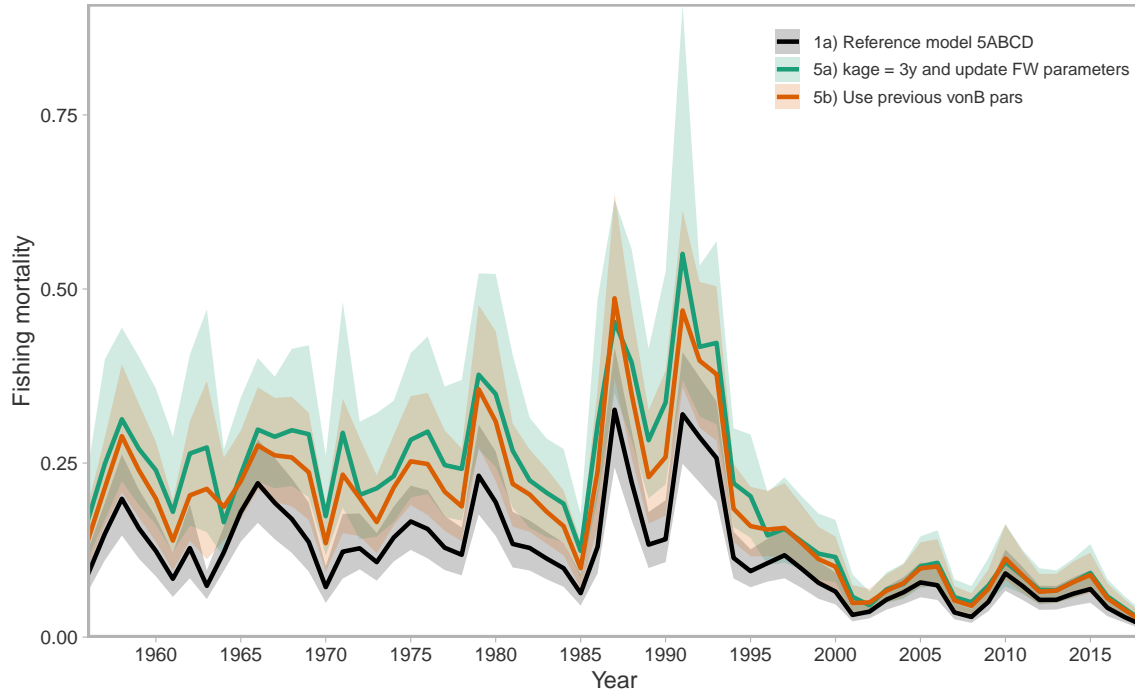 1a) Reference model 5ABCD
5a) kage = 3y and update FW parameters
5b) Use previous vonB pars
Fishing mortality
0.75
0.50
0.25
0.00
1960 1965 1970 1975 1980 1985 1990 1995 2000 2005 2010 2015
Year